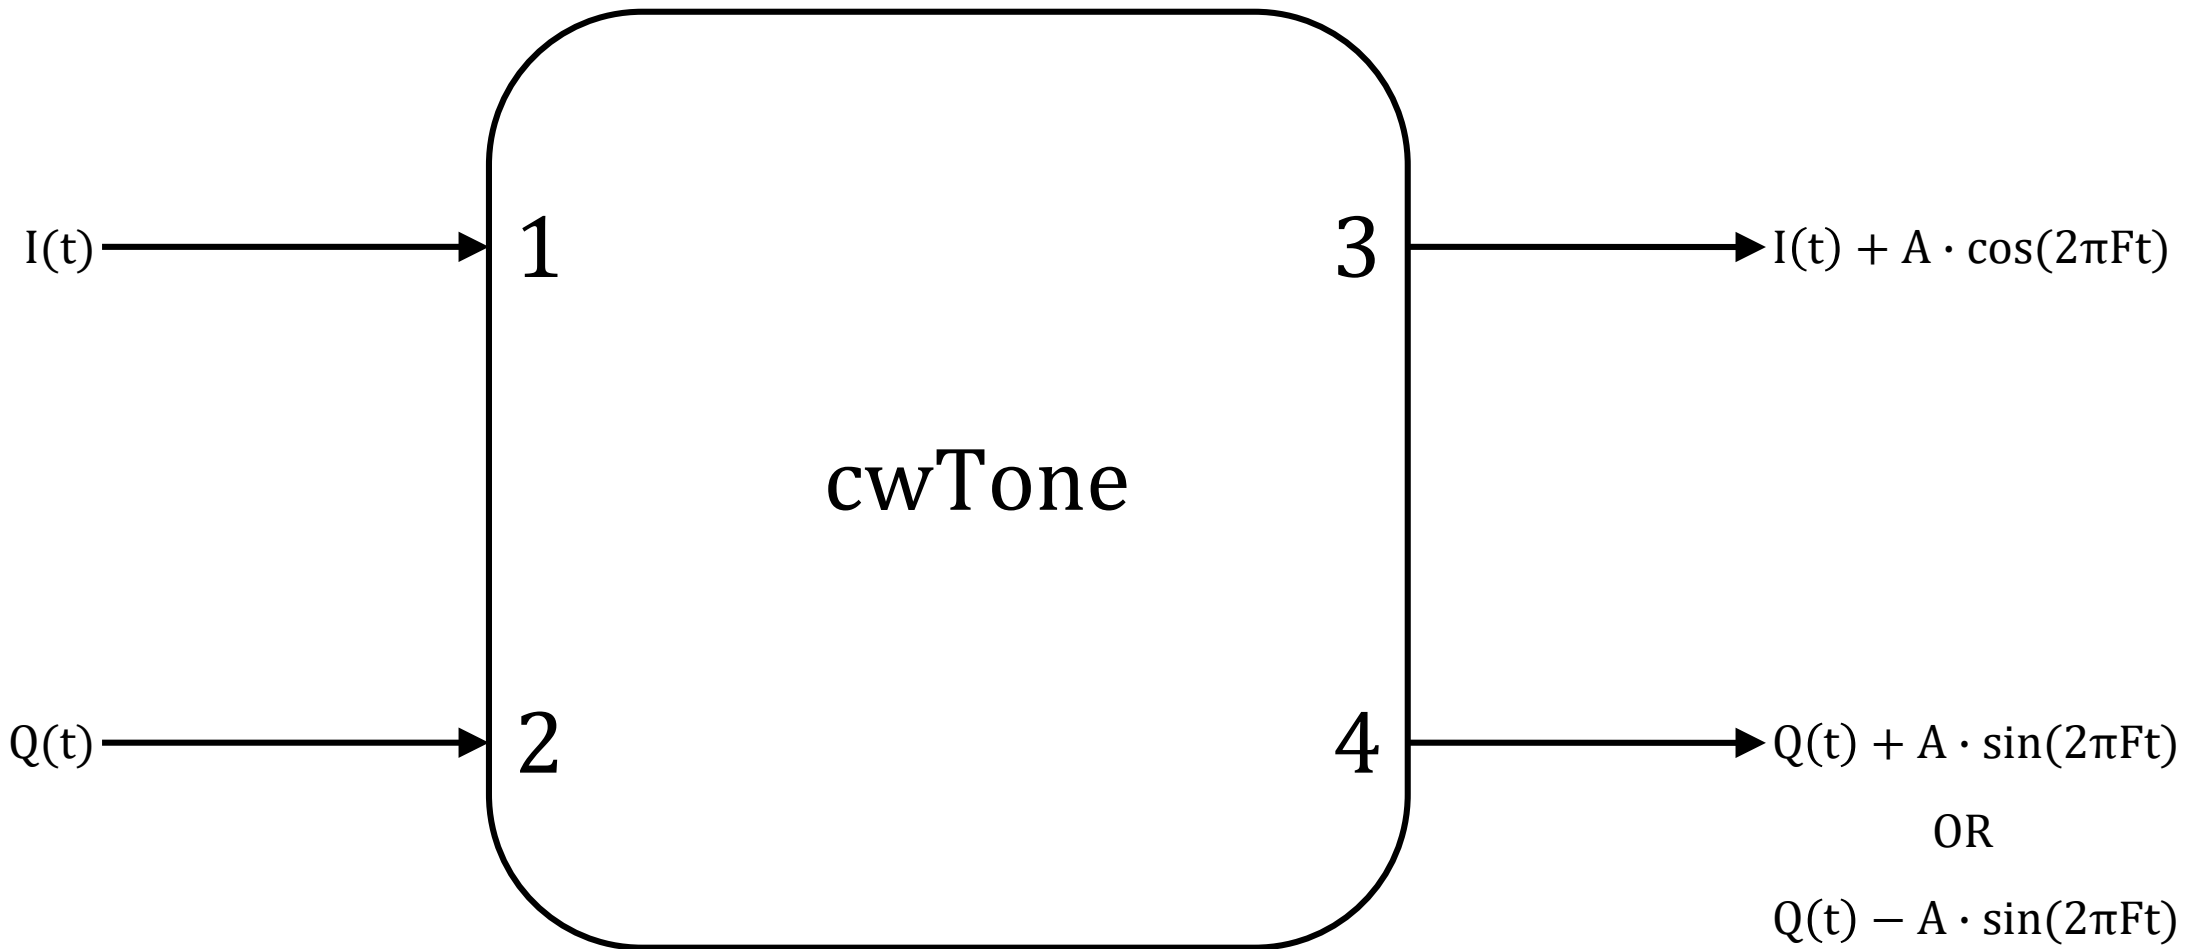 I(t)
1
3
I(t) + A · cos(2πFt)
cwTone
Q(t)
2
4
Q(t) + A · sin(2πFt)
OR
Q(t) − A · sin(2πFt)